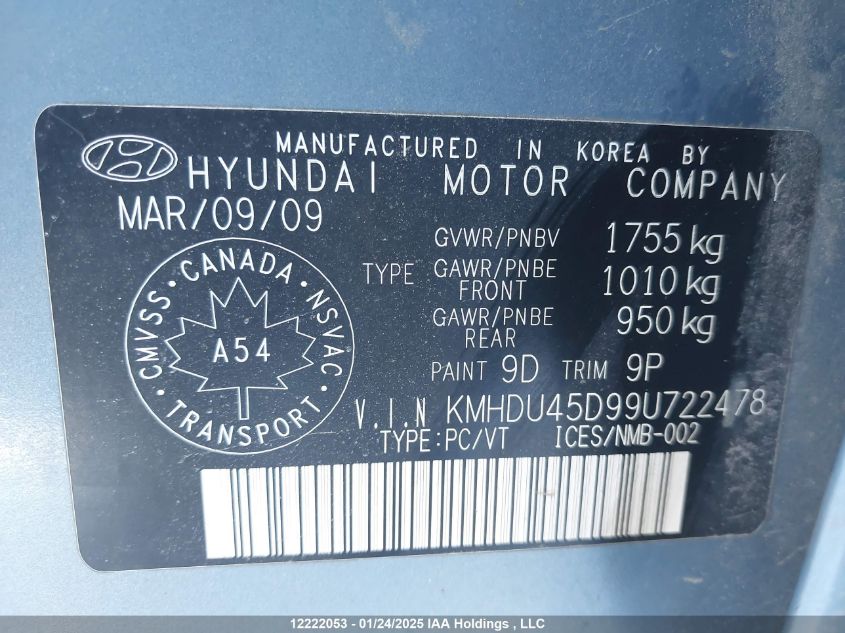 MANUFACTURED IN KOREA BY
HYUNDAI MOTOR COMPANY
MAR/09/09
GVWR/PNBV 1755 kg
TYPE GAWR/PNBE FRONT 1010 kg
GAWR/PNBE REAR 950 kg
CMVSS • CANADA • NSVAC
A54
TRANSPORT
PAINT 9D TRIM 9P
V.I.N KMHDU45D99U722478
TYPE:PC/VT ICES/NMB-002
12222053 - 01/24/2025 IAA Holdings , LLC